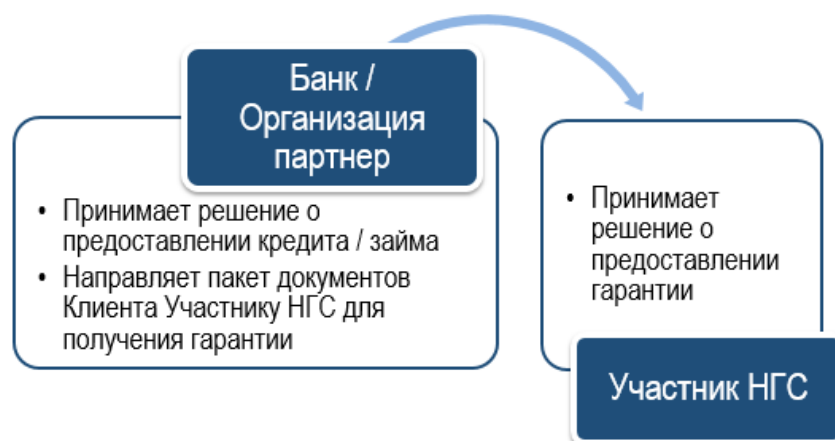 Банк /
Организация
партнер
• Принимает решение о
предоставлении кредита / займа
• Направляет пакет документов
Клиента Участнику НГС для
получения гарантии
• Принимает
решение о
предоставлении
гарантии
Участник НГС